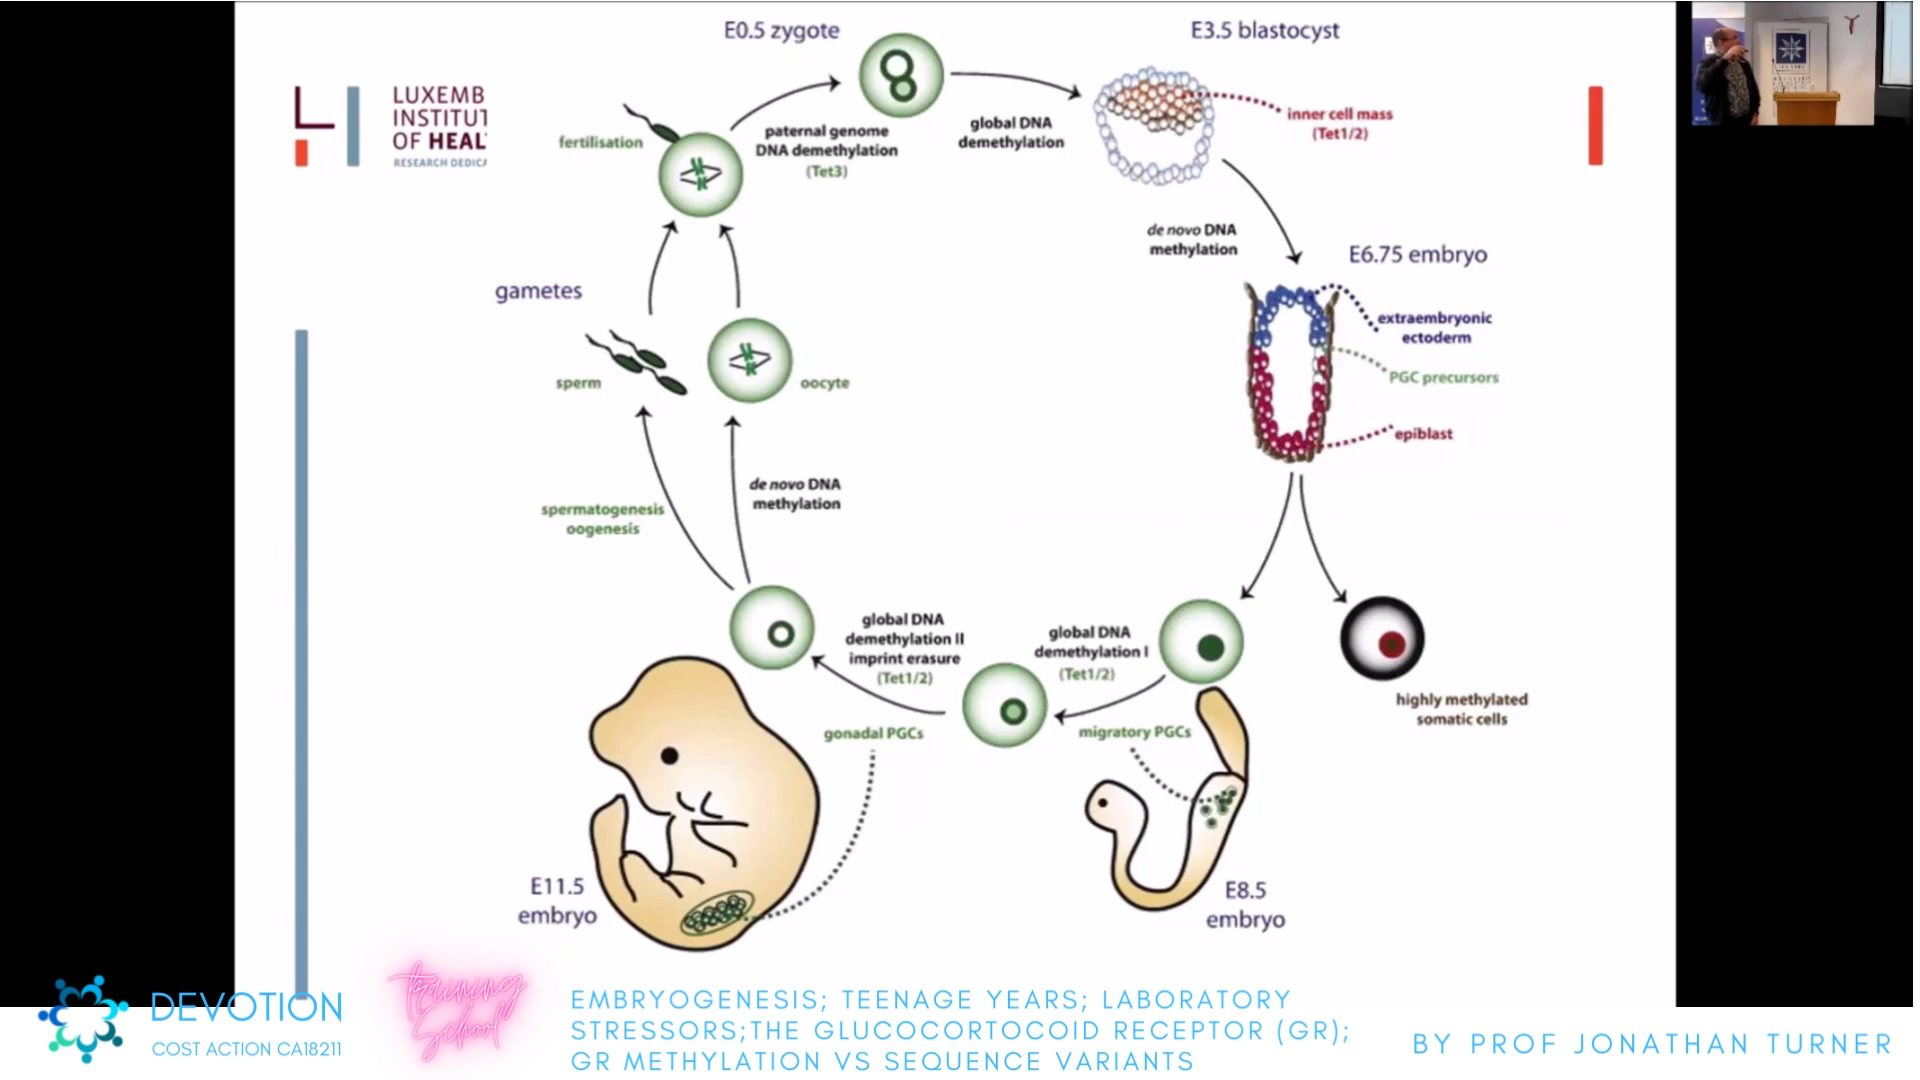 E0.5 zygote
E3.5 blastocyst
LUXEMB
INSTITUT
OF HEAL
RESEARCH DEDICA
fertilisation
paternal genome
DNA demethylation
(Tet3)
global DNA
demethylation
inner cell mass
(Tet1/2)
de novo DNA
methylation
E6.75 embryo
gametes
extraembryonic
ectoderm
PGC precursors
sperm
oocyte
epiblast
de novo DNA
methylation
spermatogenesis
oogenesis
global DNA
demethylation II
imprint erasure
(Tet1/2)
global DNA
demethylation I
(Tet1/2)
highly methylated
somatic cells
gonadal PGCs
migratory PGCs
E11.5
embryo
E8.5
embryo
DEVOTION
COST ACTION CA18211
Training
School
EMBRYOGENESIS; TEENAGE YEARS; LABORATORY
STRESSORS;THE GLUCOCORTOCOID RECEPTOR (GR);
GR METHYLATION VS SEQUENCE VARIANTS
BY PROF JONATHAN TURNER